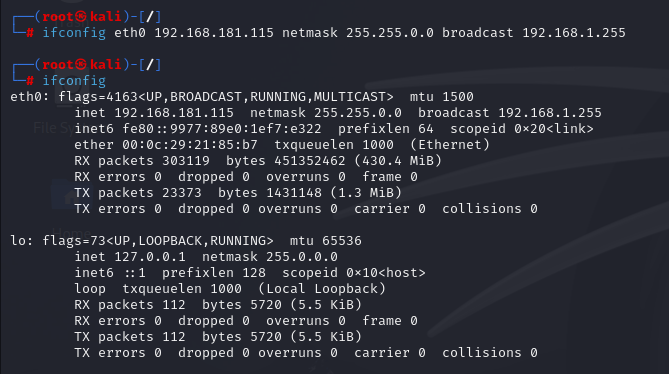 ┌──(root㉿kali)-[/]
└─# ifconfig eth0 192.168.181.115 netmask 255.255.0.0 broadcast 192.168.1.255
┌──(root㉿kali)-[/]
└─# ifconfig
eth0: flags=4163<UP,BROADCAST,RUNNING,MULTICAST>  mtu 1500
        inet 192.168.181.115  netmask 255.255.0.0  broadcast 192.168.1.255
        inet6 fe80::9977:89e0:1ef7:e322  prefixlen 64  scopeid 0x20<link>
        ether 00:0c:29:21:85:b7  txqueuelen 1000  (Ethernet)
        RX packets 303119  bytes 451352462 (430.4 MiB)
        RX errors 0  dropped 0  overruns 0  frame 0
        TX packets 23373  bytes 1431148 (1.3 MiB)
        TX errors 0  dropped 0 overruns 0  carrier 0  collisions 0
lo: flags=73<UP,LOOPBACK,RUNNING>  mtu 65536
        inet 127.0.0.1  netmask 255.0.0.0
        inet6 ::1  prefixlen 128  scopeid 0x10<host>
        loop  txqueuelen 1000  (Local Loopback)
        RX packets 112  bytes 5720 (5.5 KiB)
        RX errors 0  dropped 0  overruns 0  frame 0
        TX packets 112  bytes 5720 (5.5 KiB)
        TX errors 0  dropped 0 overruns 0  carrier 0  collisions 0